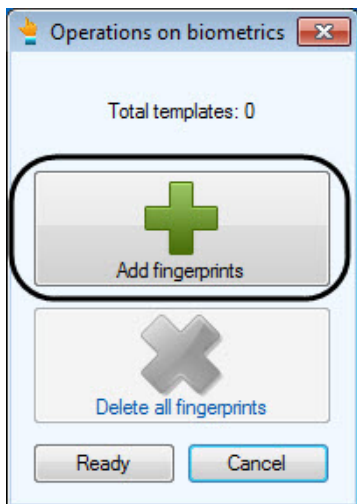 Operations on biometrics
Total templates: 0
Add fingerprints
Delete all fingerprints
Ready Cancel